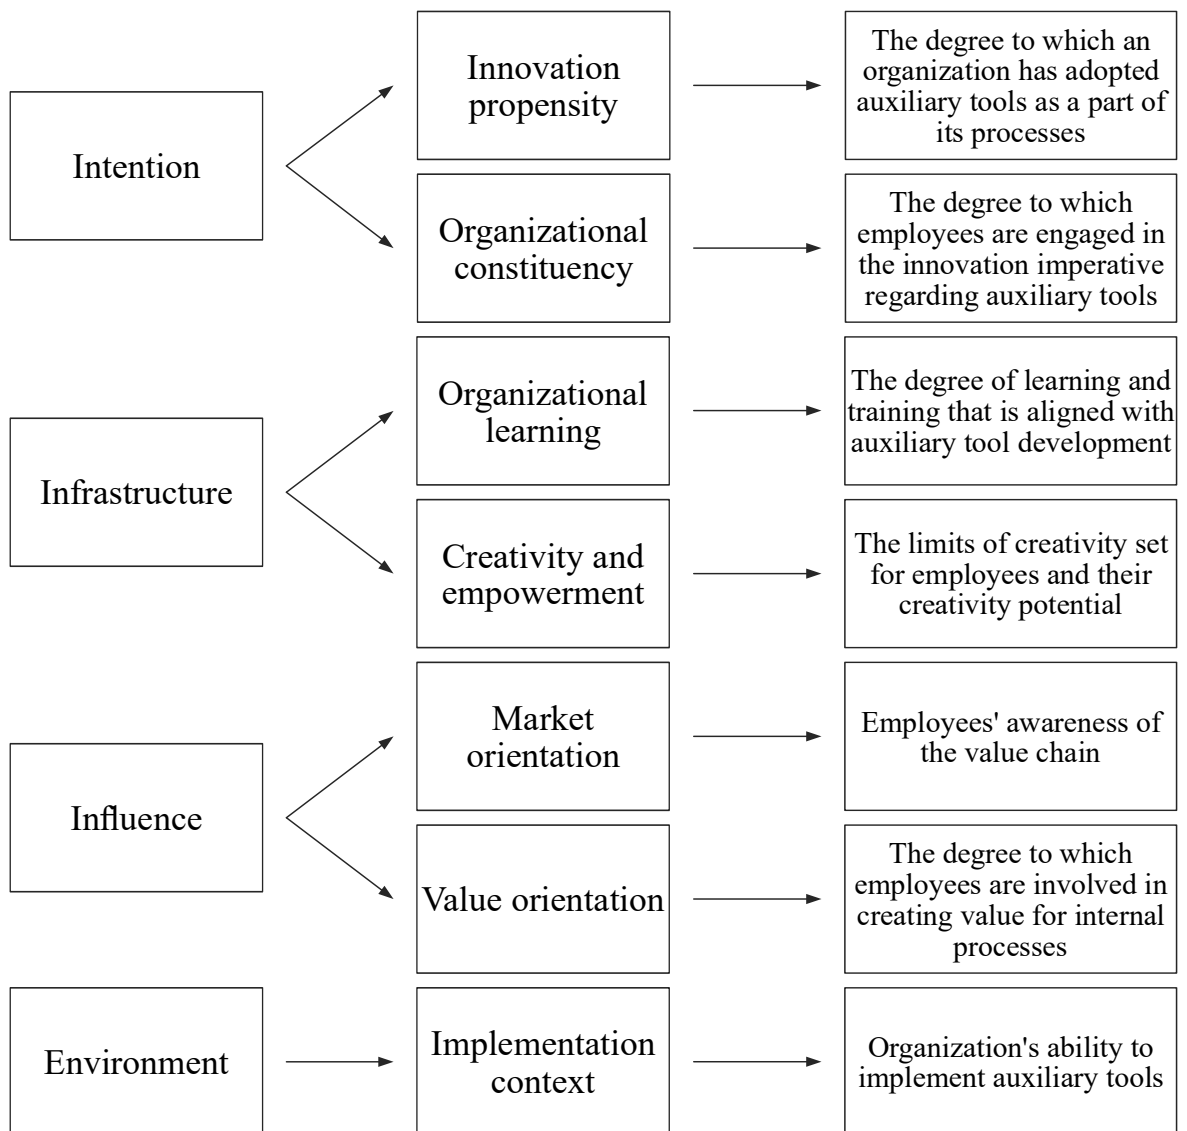 Intention
Innovation
propensity
The degree to which an
organization has adopted
auxiliary tools as a part of
its processes
Organizational
constituency
The degree to which
employees are engaged in
the innovation imperative
regarding auxiliary tools
Infrastructure
Organizational
learning
The degree of learning and
training that is aligned with
auxiliary tool development
Creativity and
empowerment
The limits of creativity set
for employees and their
creativity potential
Influence
Market
orientation
Employees' awareness of
the value chain
Value orientation
The degree to which
employees are involved in
creating value for internal
processes
Environment
Implementation
context
Organization's ability to
implement auxiliary tools